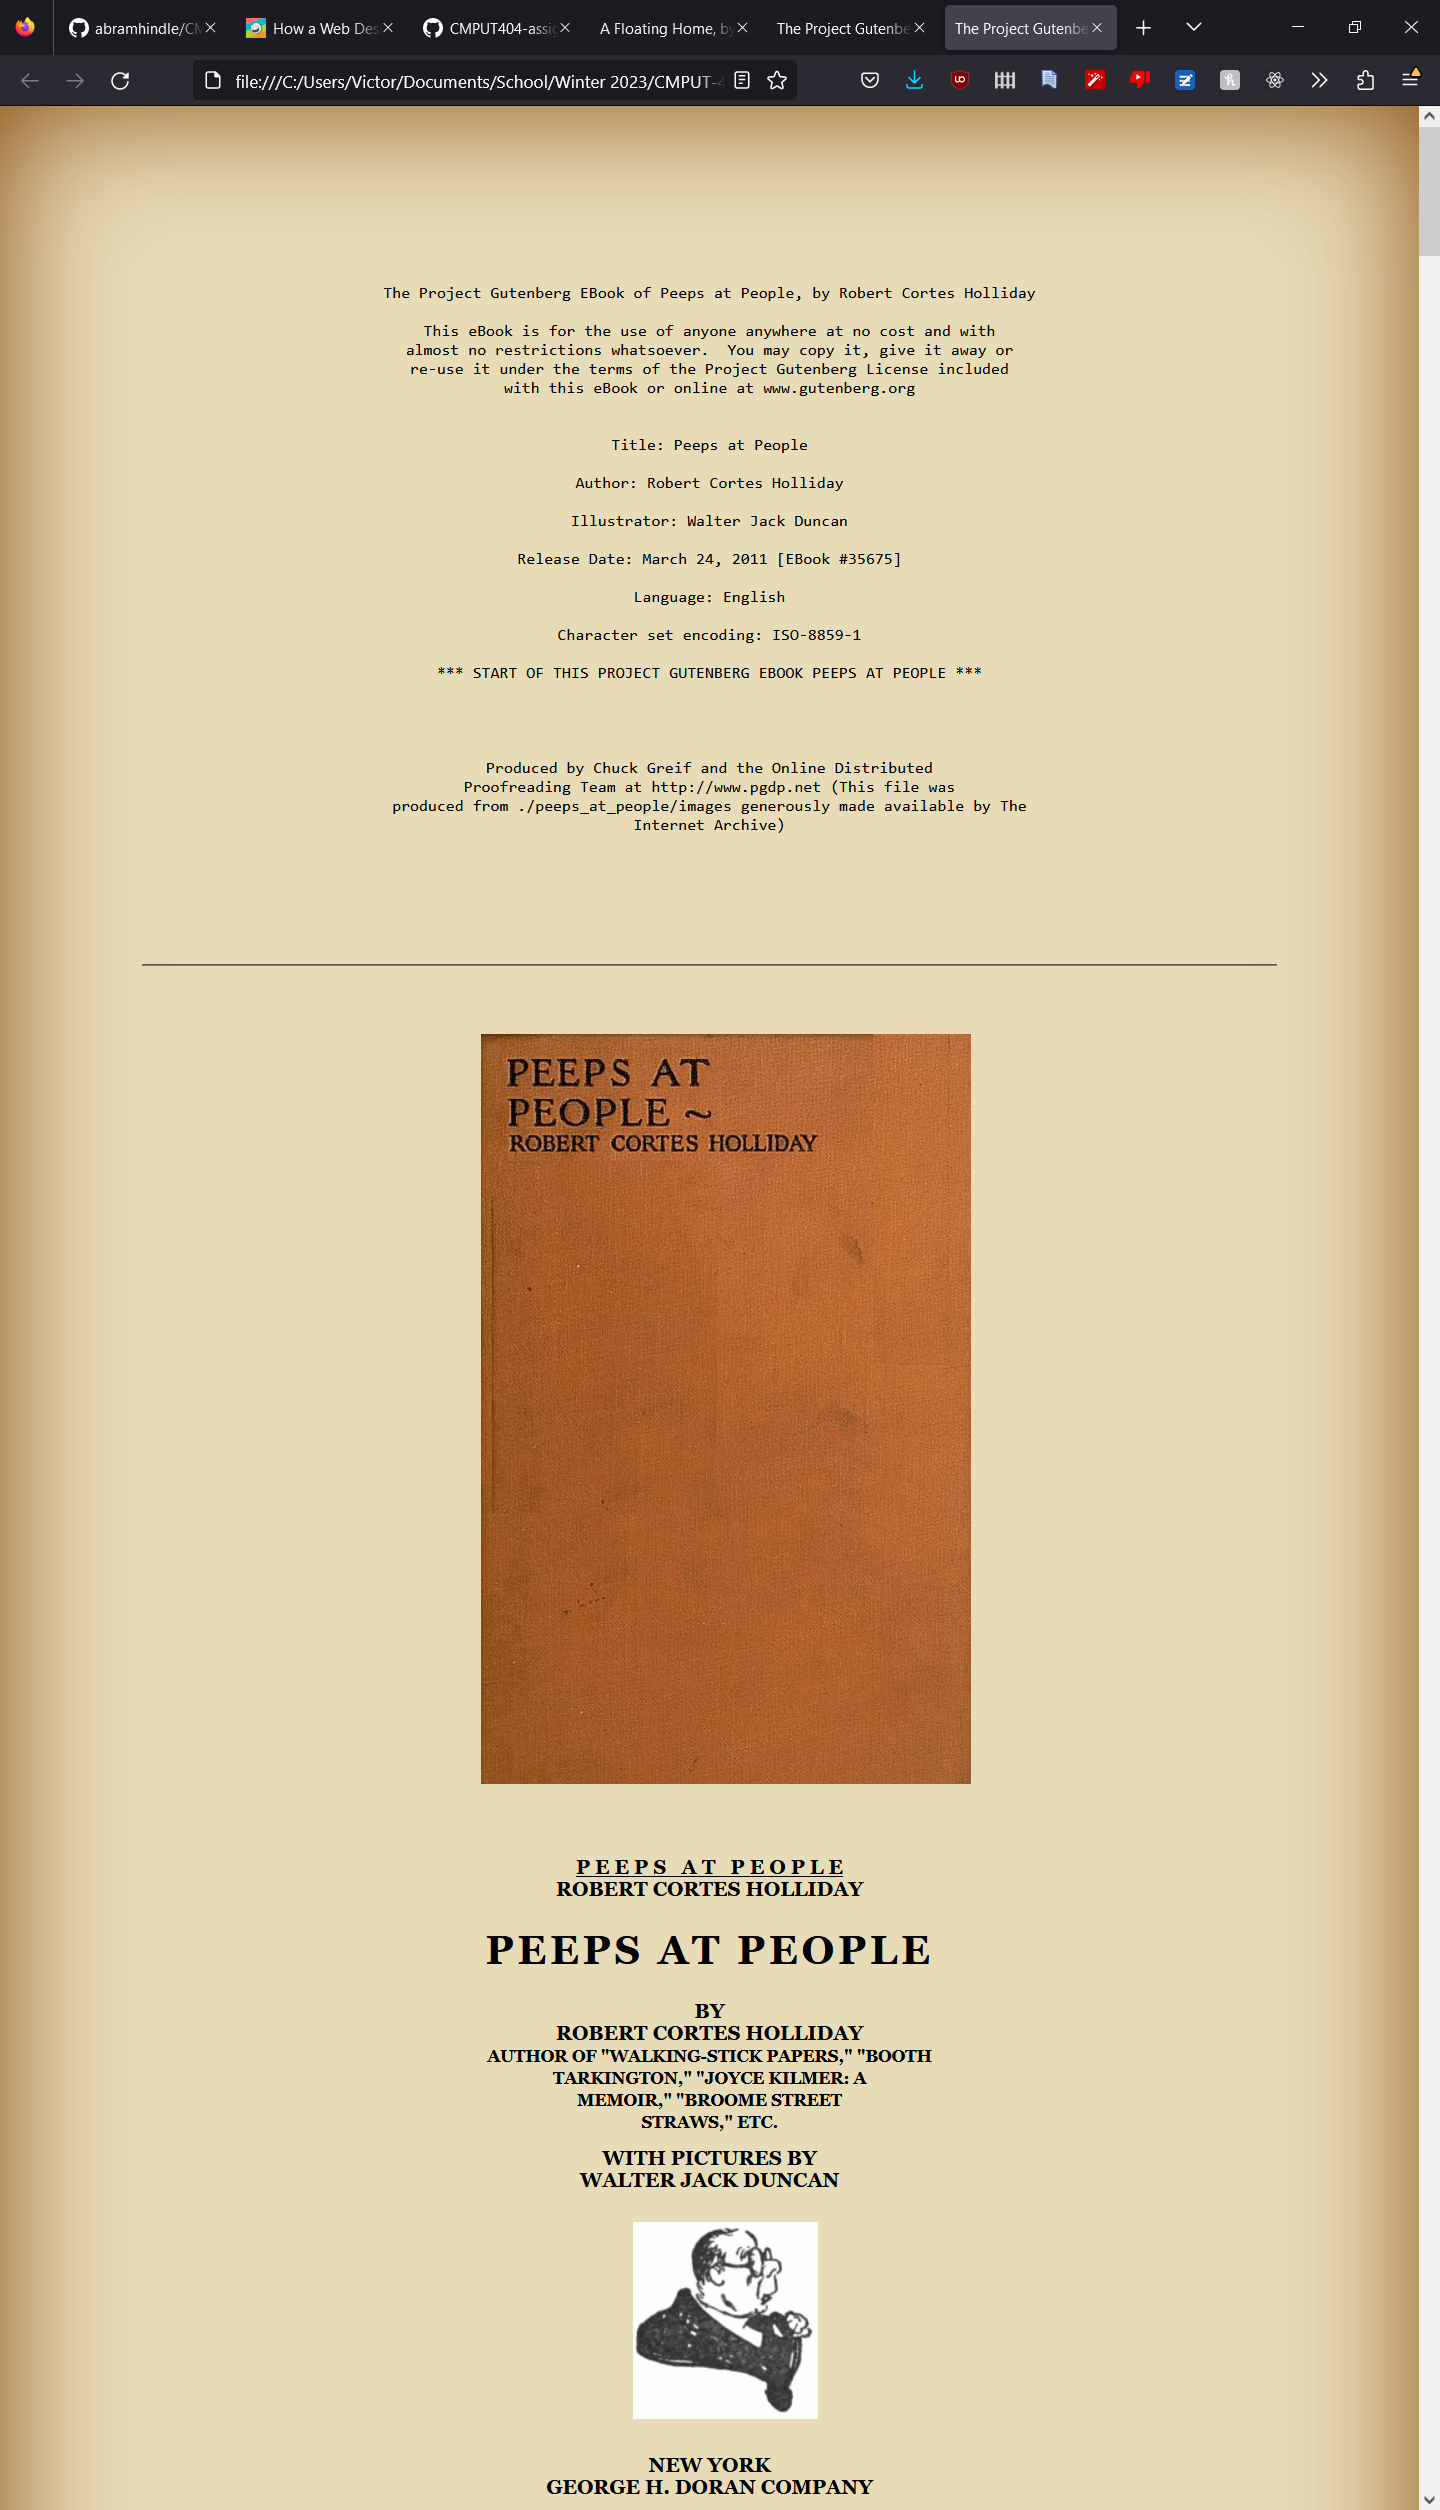 abramhindle/CM
How a Web Des
CMPUT404-assig
A Floating Home, by
The Project Gutenbe
The Project Gutenbe
file:///C:/Users/Victor/Documents/School/Winter 2023/CMPUT-4
The Project Gutenberg EBook of Peeps at People, by Robert Cortes Holliday
This eBook is for the use of anyone anywhere at no cost and with
almost no restrictions whatsoever.  You may copy it, give it away or
re-use it under the terms of the Project Gutenberg License included
with this eBook or online at www.gutenberg.org
Title: Peeps at People
Author: Robert Cortes Holliday
Illustrator: Walter Jack Duncan
Release Date: March 24, 2011 [EBook #35675]
Language: English
Character set encoding: ISO-8859-1
*** START OF THIS PROJECT GUTENBERG EBOOK PEEPS AT PEOPLE ***
Produced by Chuck Greif and the Online Distributed
Proofreading Team at http://www.pgdp.net (This file was
produced from ./peeps_at_people/images generously made available by The
Internet Archive)
PEEPS AT
PEOPLE ~
ROBERT CORTES HOLLIDAY
PEEPS AT PEOPLE
ROBERT CORTES HOLLIDAY
PEEPS AT PEOPLE
BY
ROBERT CORTES HOLLIDAY
AUTHOR OF "WALKING-STICK PAPERS," "BOOTH
TARKINGTON," "JOYCE KILMER: A
MEMOIR," "BROOME STREET
STRAWS," ETC.
WITH PICTURES BY
WALTER JACK DUNCAN
NEW YORK
GEORGE H. DORAN COMPANY